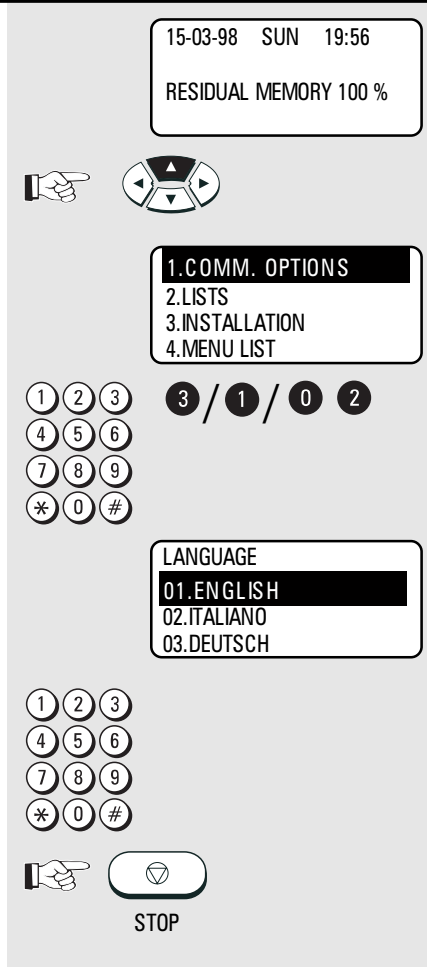 15-03-98 SUN 19:56
RESIDUAL MEMORY 100 %
1.COMM. OPTIONS
2.LISTS
3.INSTALLATION
4.MENU LIST
1 2 3
3 / 1 / 0 2
4 5 6
7 8 9
* 0 #
LANGUAGE
01.ENGLISH
02.ITALIANO
03.DEUTSCH
1 2 3
4 5 6
7 8 9
* 0 #
STOP